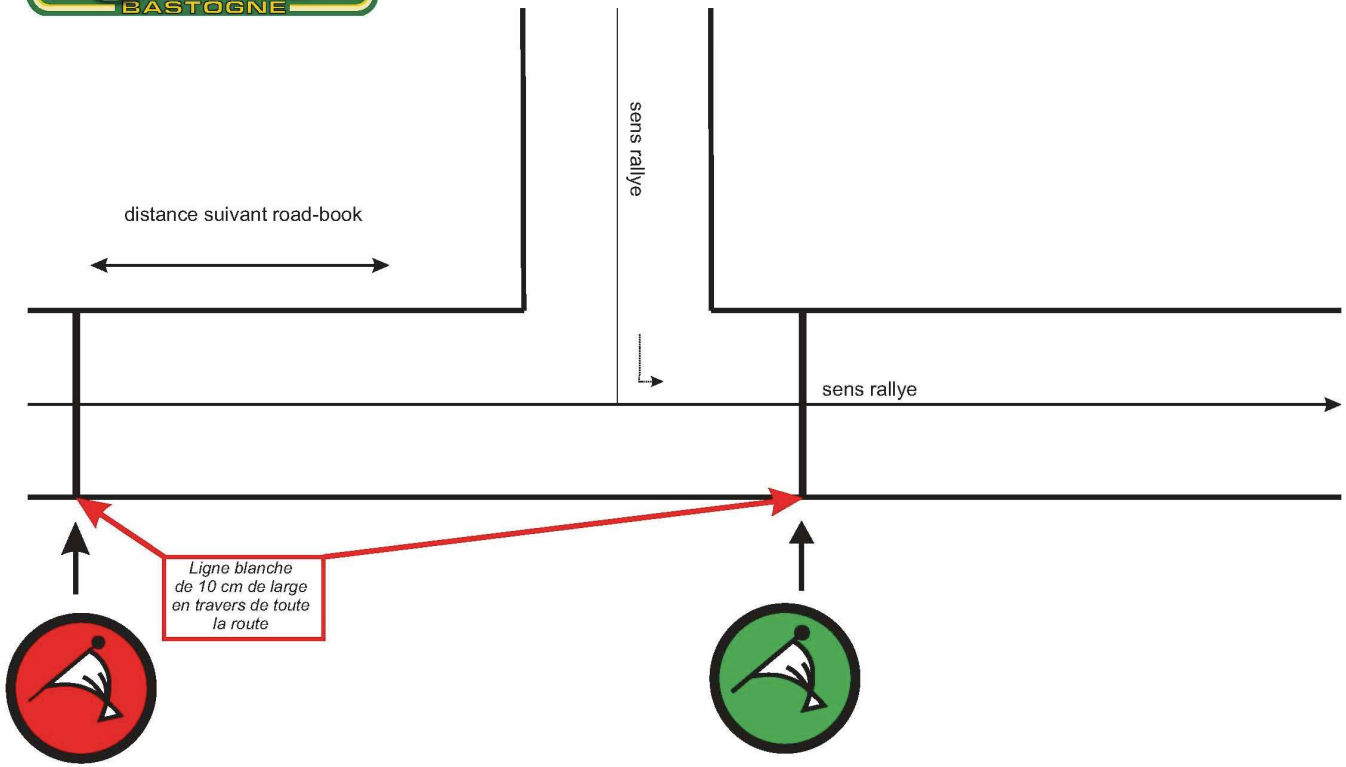 BASTOGNE
sens rallye
distance suivant road-book
sens rallye
Ligne blanche
de 10 cm de large
en travers de toute
la route